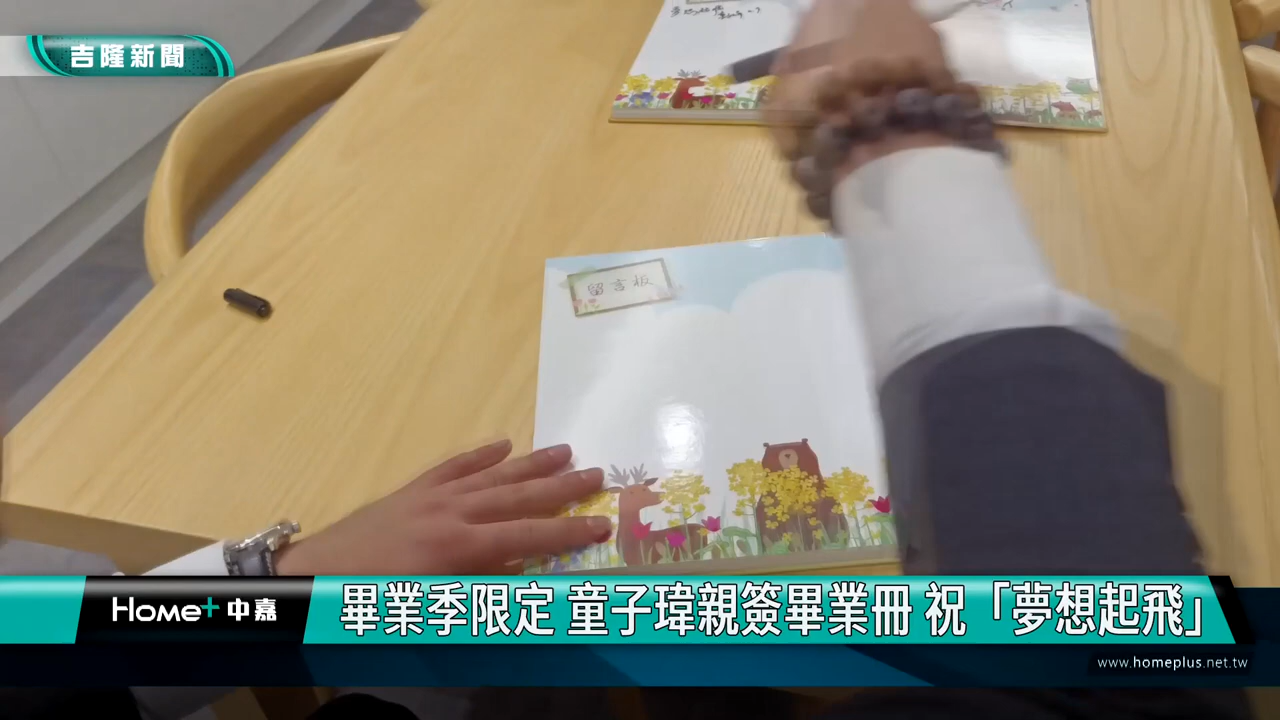 吉隆新聞
留言板
Home+中嘉
畢業季限定 童子瑋親簽畢業冊 祝「夢想起飛」
www.homeplus.net.tw